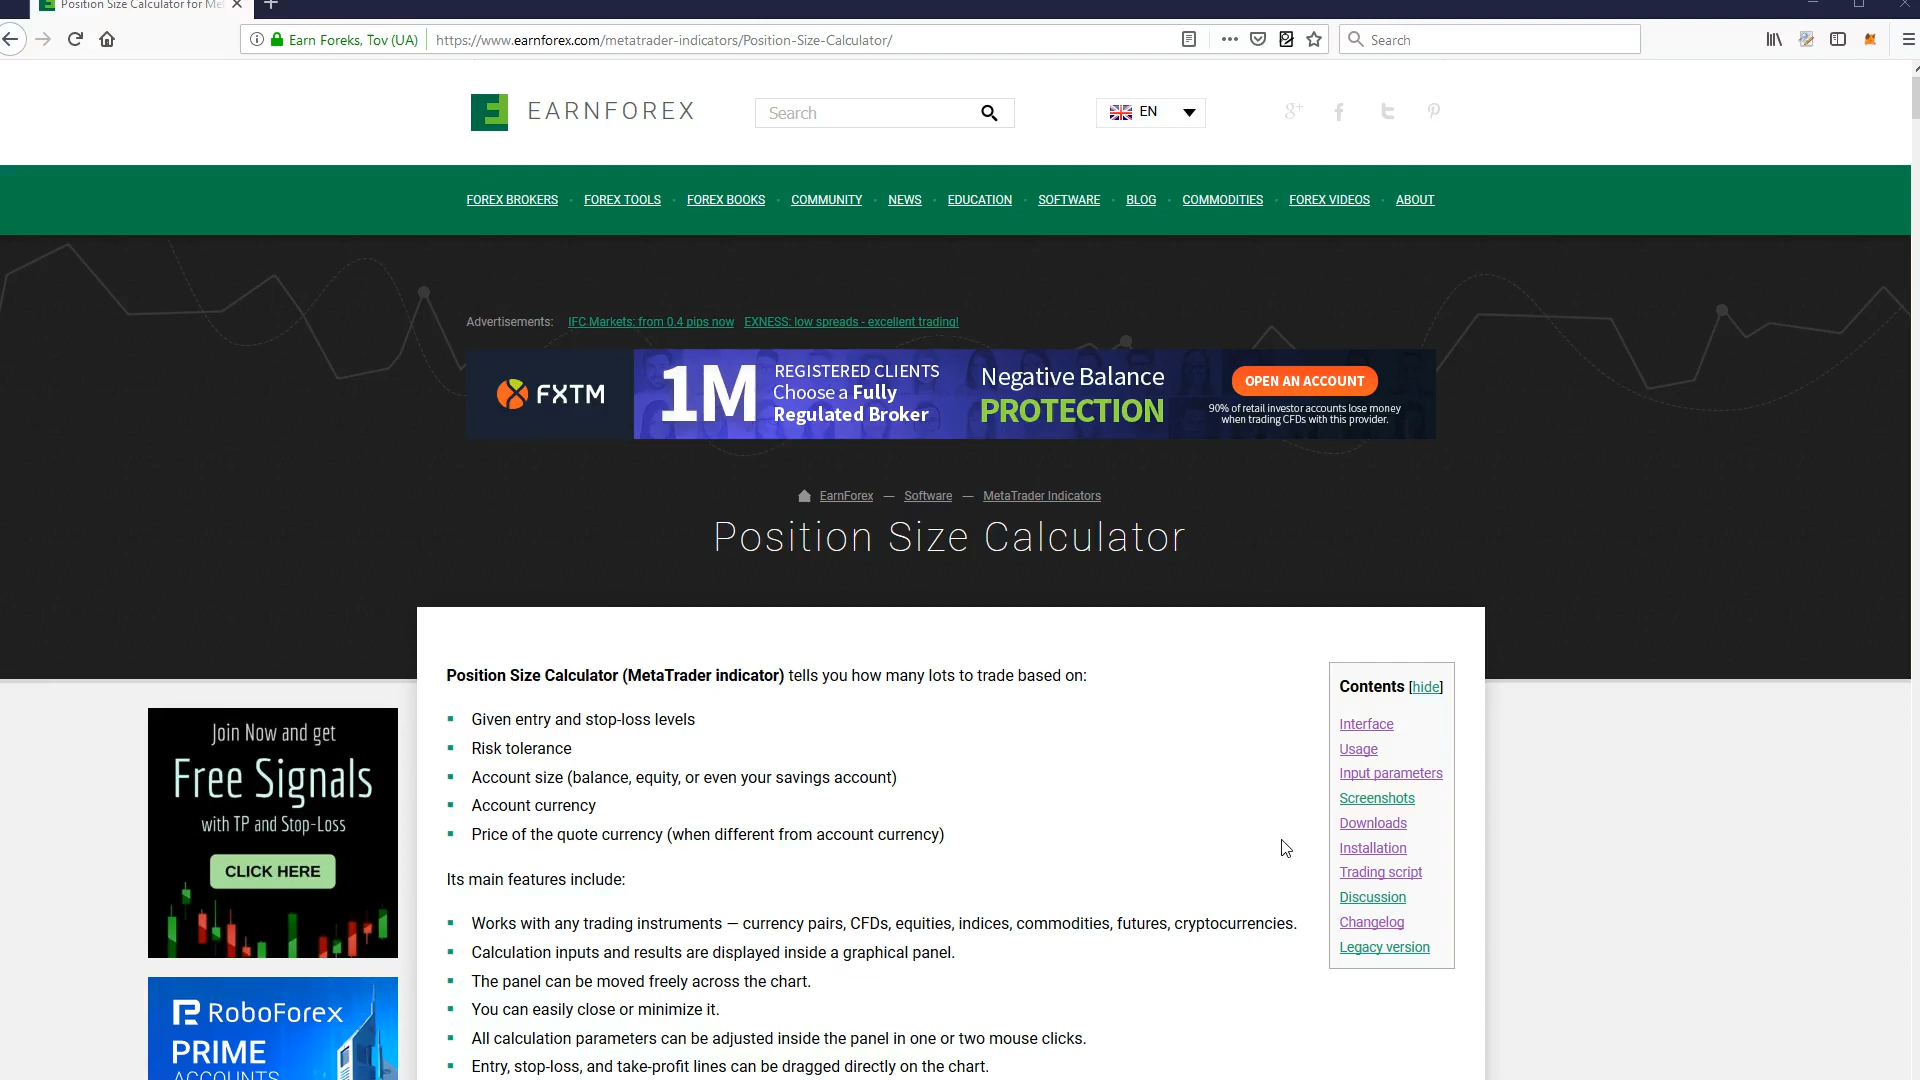 Position Size Calculator for Me
Earn Foreks, Tov (UA)
https://www.earnforex.com/metatrader-indicators/Position-Size-Calculator/
Search
EARNFOREX
Search
EN
FOREX BROKERS
FOREX TOOLS
FOREX BOOKS
COMMUNITY
NEWS
EDUCATION
SOFTWARE
BLOG
COMMODITIES
FOREX VIDEOS
ABOUT
Advertisements: IFC Markets: from 0.4 pips now EXNESS: low spreads - excellent trading!
FXTM
1M
REGISTERED CLIENTS
Choose a Fully
Regulated Broker
Negative Balance
PROTECTION
OPEN AN ACCOUNT
90% of retail investor accounts lose money
when trading CFDs with this provider.
EarnForex — Software — MetaTrader Indicators
Position Size Calculator
Position Size Calculator (MetaTrader indicator) tells you how many lots to trade based on:
Given entry and stop-loss levels
Risk tolerance
Account size (balance, equity, or even your savings account)
Account currency
Price of the quote currency (when different from account currency)
Its main features include:
Works with any trading instruments — currency pairs, CFDs, equities, indices, commodities, futures, cryptocurrencies.
Calculation inputs and results are displayed inside a graphical panel.
The panel can be moved freely across the chart.
You can easily close or minimize it.
All calculation parameters can be adjusted inside the panel in one or two mouse clicks.
Entry, stop-loss, and take-profit lines can be dragged directly on the chart.
Contents [hide]
Interface
Usage
Input parameters
Screenshots
Downloads
Installation
Trading script
Discussion
Changelog
Legacy version
Join Now and get
Free Signals
with TP and Stop-Loss
CLICK HERE
RoboForex
PRIME
ACCOUNTS